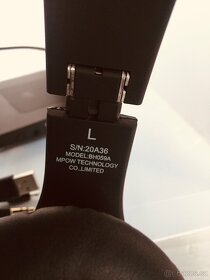 L
S/N:20A36
MODEL:BH059A
MPOW TECHNOLOGY
CO.,LIMITED